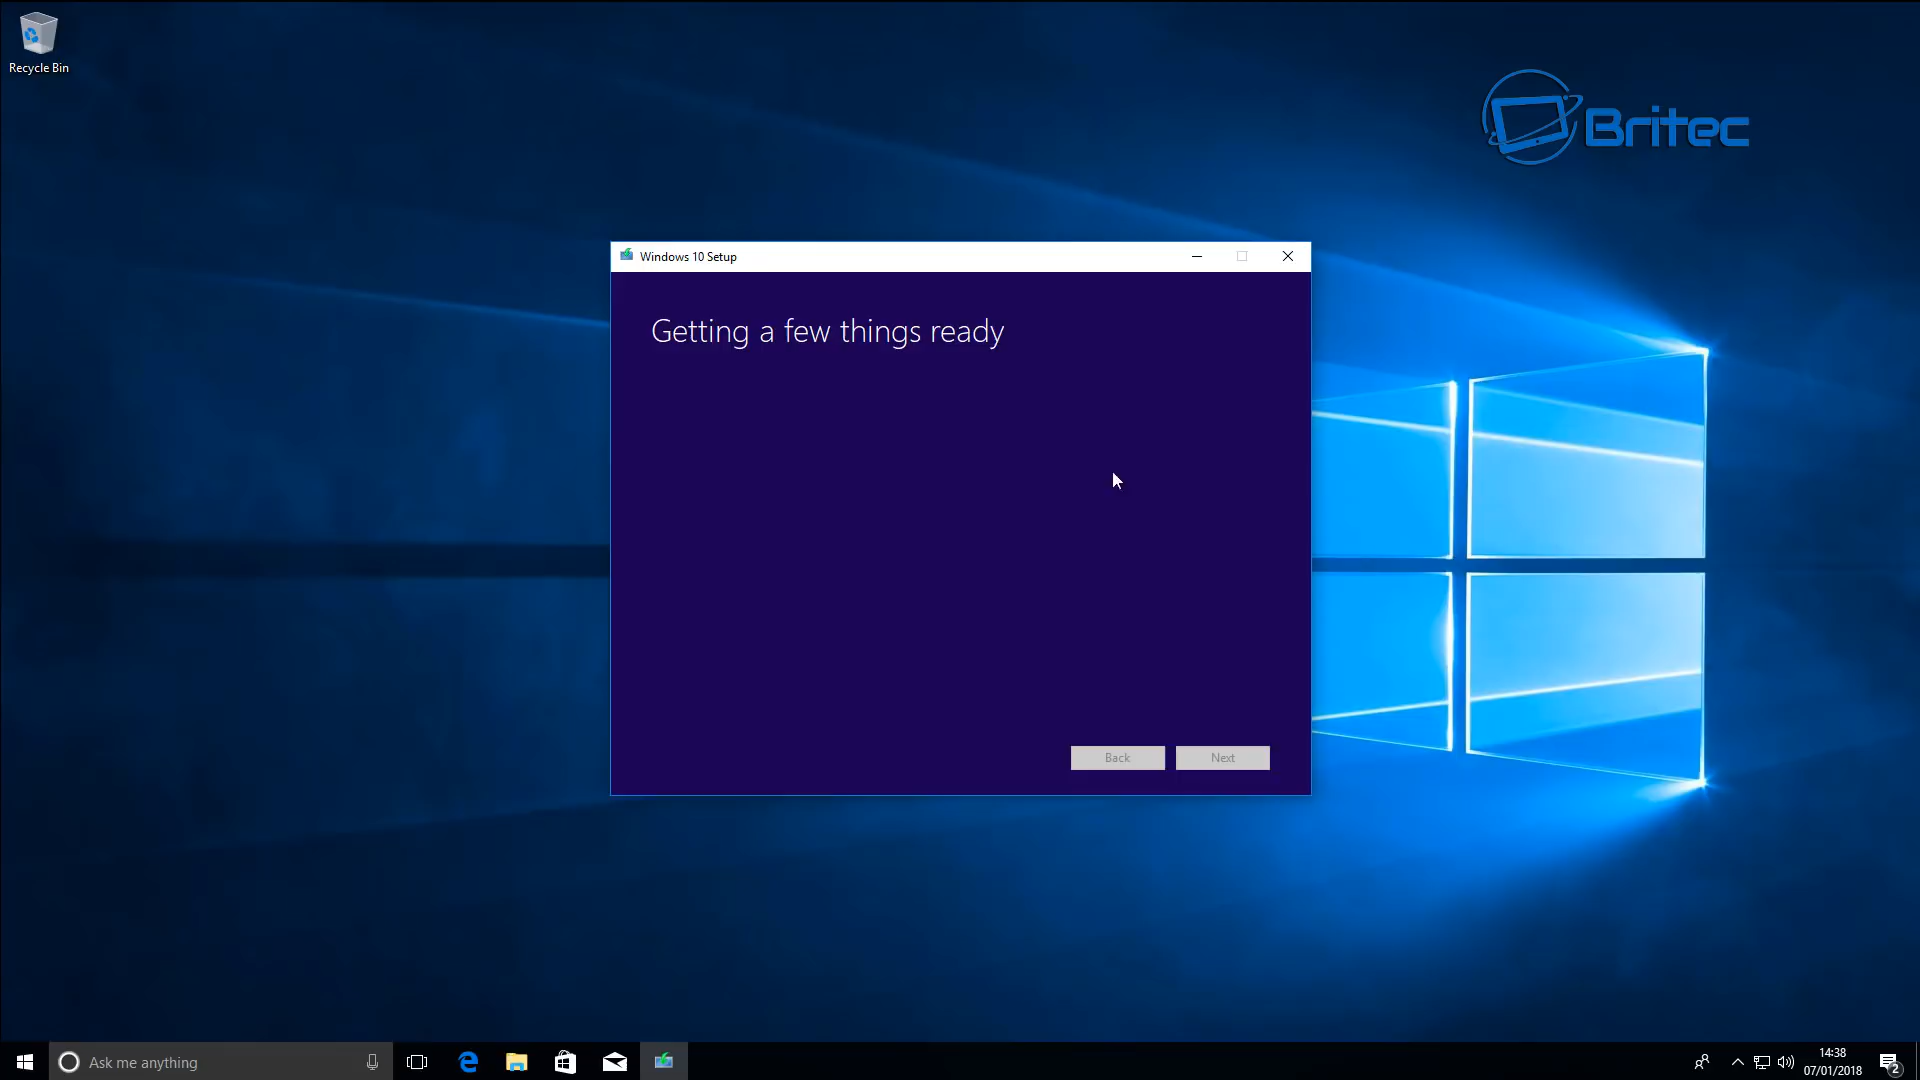 Recycle Bin
Britec
Windows 10 Setup
Getting a few things ready
Back
Next
Ask me anything
14:38
07/01/2018
2